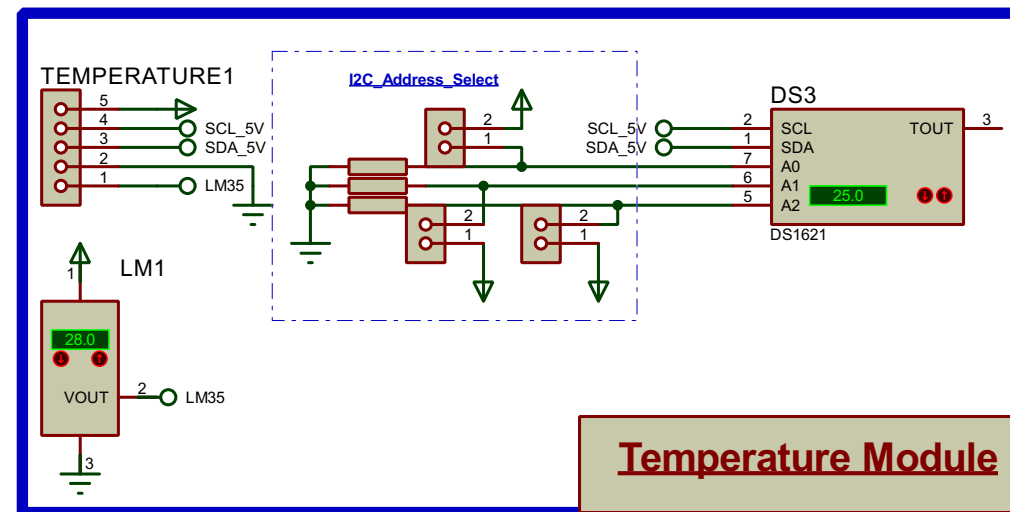 TEMPERATURE1
5
4 SCL_5V
3 SDA_5V
2
1 LM35
I2C_Address_Select
2
1
2
1
2
1
DS3
SCL_5V 2 SCL TOUT 3
SDA_5V 1 SDA
7 A0
6 A1
5 A2
25.0
DS1621
LM1
1
28.0
VOUT 2 LM35
3
Temperature Module